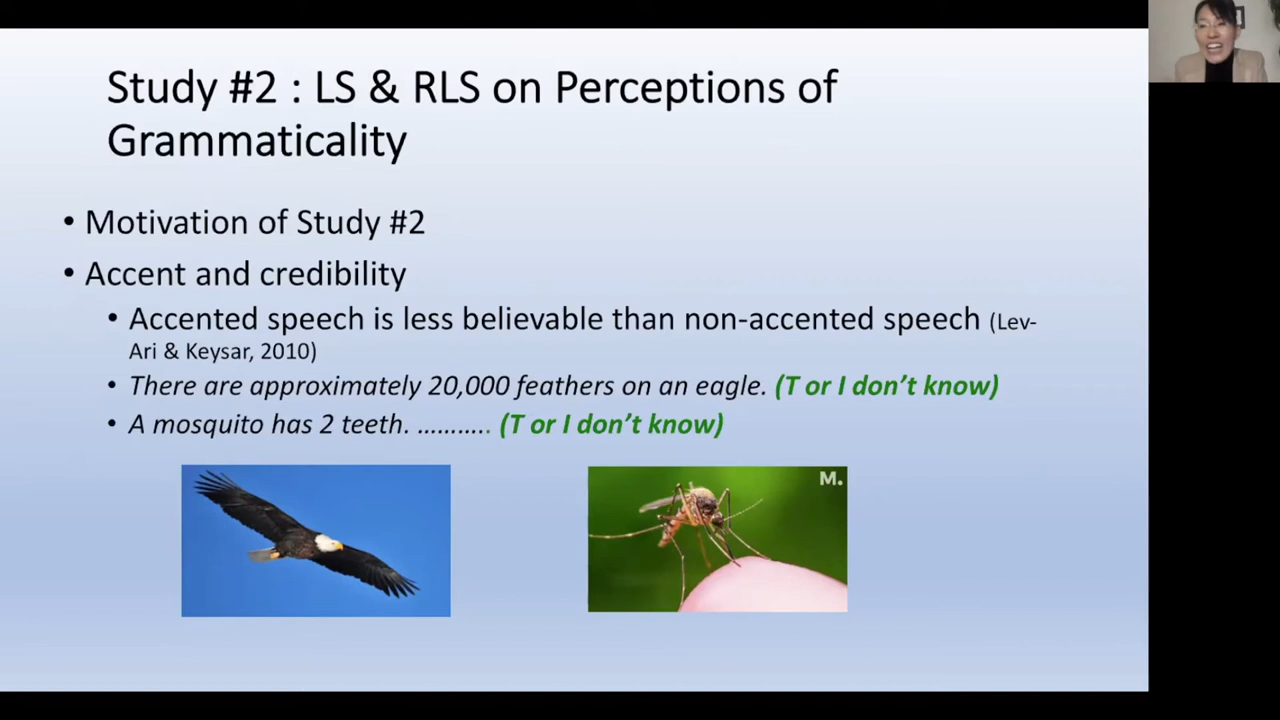 Study #2 : LS & RLS on Perceptions of
Grammaticality
• Motivation of Study #2
• Accent and credibility
• Accented speech is less believable than non-accented speech (Lev-
Ari & Keysar, 2010)
• There are approximately 20,000 feathers on an eagle. (T or I don’t know)
• A mosquito has 2 teeth. ……….. (T or I don’t know)
M.